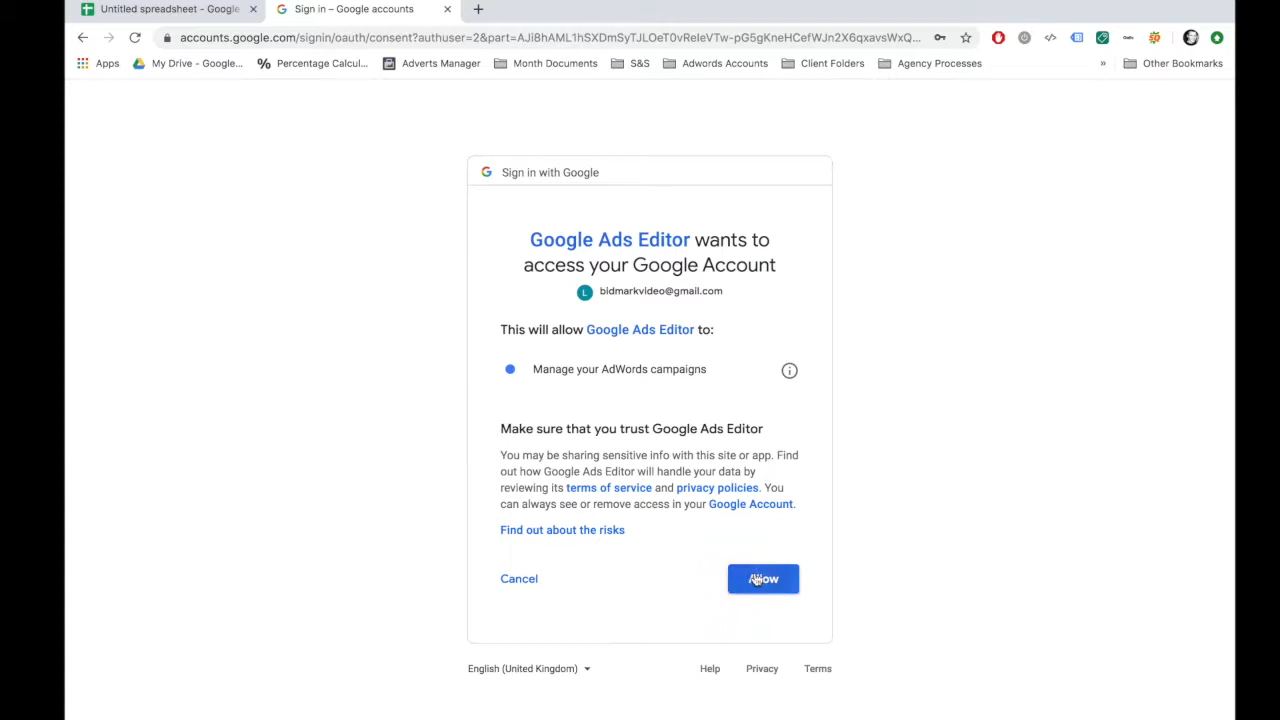 Untitled spreadsheet - Google
Sign in – Google accounts
accounts.google.com/signin/oauth/consent?authuser=2&part=AJi8hAML1hSXDmSyTJLOeT0vReIeVTw-pG5gKneHCefWJn2X6qxavsWxQ...
Apps
My Drive - Google...
Percentage Calcul...
Adverts Manager
Month Documents
S&S
Adwords Accounts
Client Folders
Agency Processes
»
Other Bookmarks
Sign in with Google
Google Ads Editor wants to
access your Google Account
L
bidmarkvideo@gmail.com
This will allow Google Ads Editor to:
Manage your AdWords campaigns
Make sure that you trust Google Ads Editor
You may be sharing sensitive info with this site or app. Find
out how Google Ads Editor will handle your data by
reviewing its terms of service and privacy policies. You
can always see or remove access in your Google Account.
Find out about the risks
Cancel
Allow
English (United Kingdom)
Help
Privacy
Terms